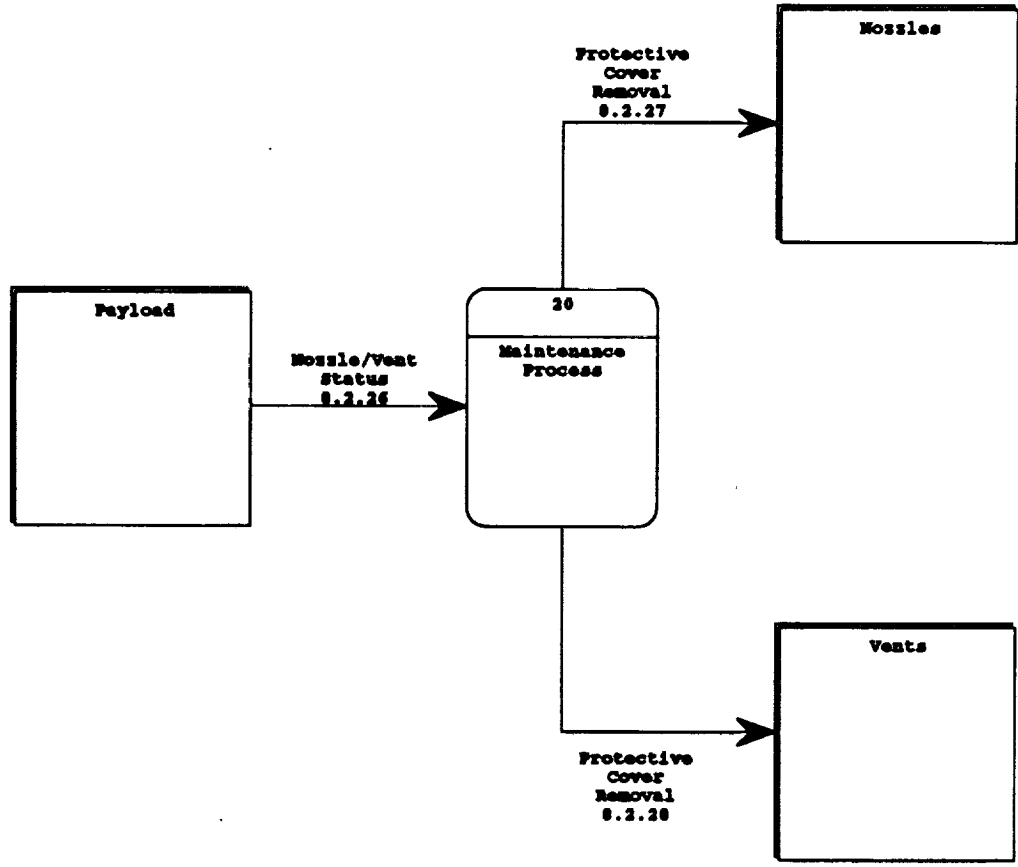 Nozzles
Protective
Cover
Removal
8.2.27
Payload
Nozzle/Vent
Status
8.2.26
20
Maintenance
Process
Vents
Protective
Cover
Removal
8.2.28